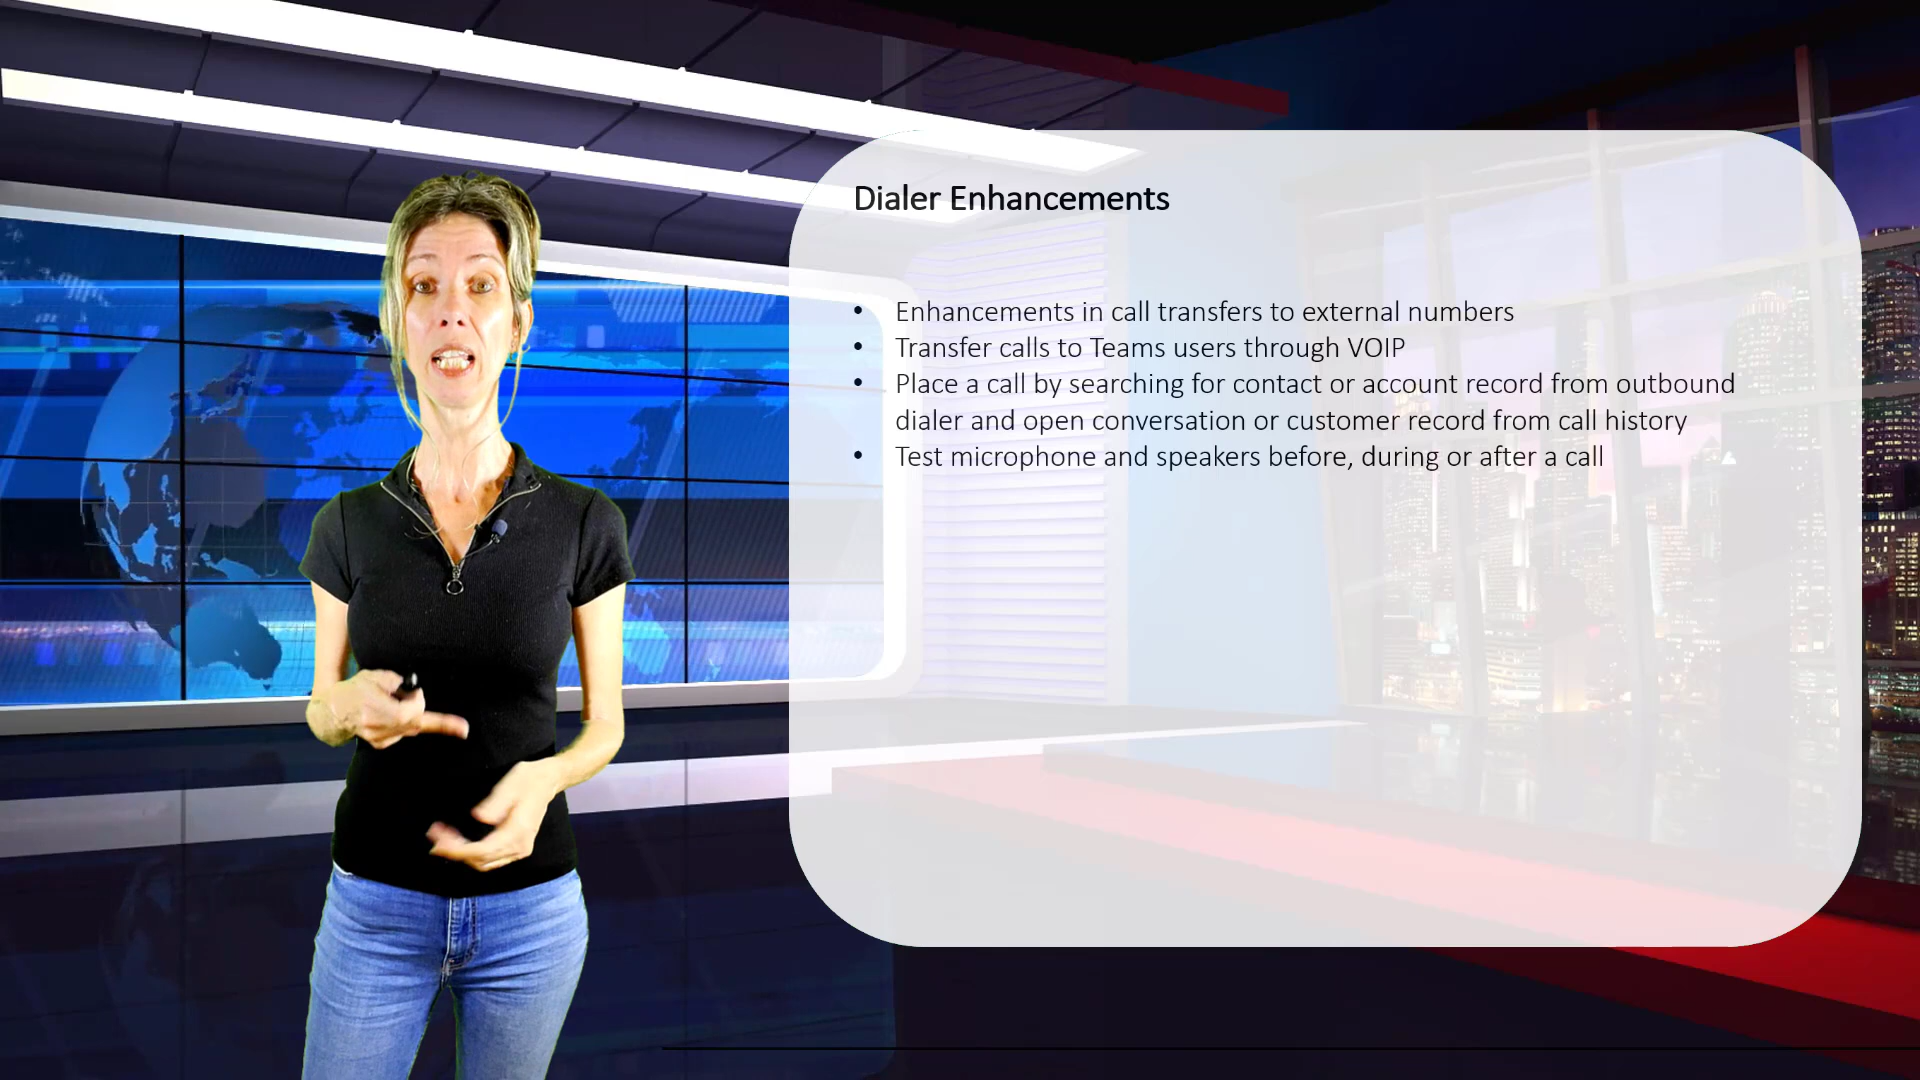 Dialer Enhancements
• Enhancements in call transfers to external numbers
• Transfer calls to Teams users through VOIP
• Place a call by searching for contact or account record from outbound
dialer and open conversation or customer record from call history
• Test microphone and speakers before, during or after a call